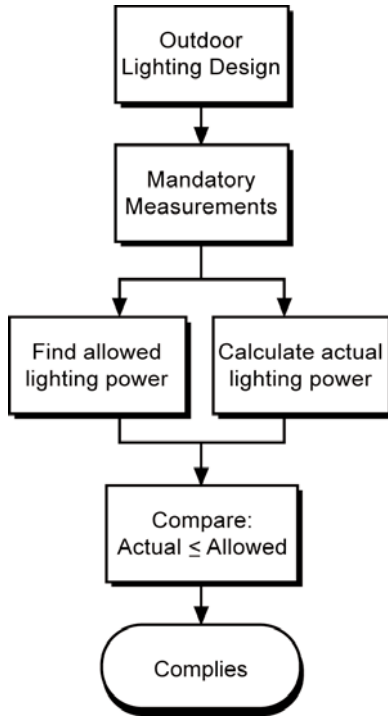 Outdoor
Lighting Design
Mandatory
Measurements
Find allowed
lighting power
Calculate actual
lighting power
Compare:
Actual ≤ Allowed
Complies